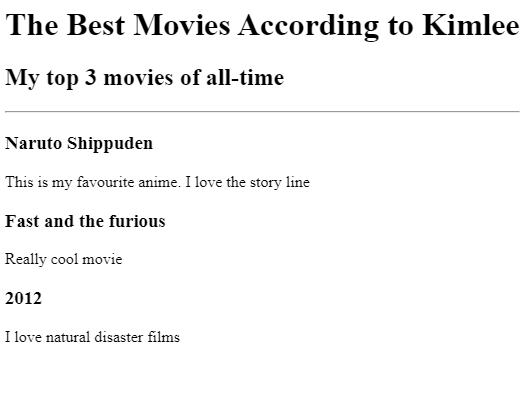 The Best Movies According to Kimlee
My top 3 movies of all-time
Naruto Shippuden
This is my favourite anime. I love the story line
Fast and the furious
Really cool movie
2012
I love natural disaster films